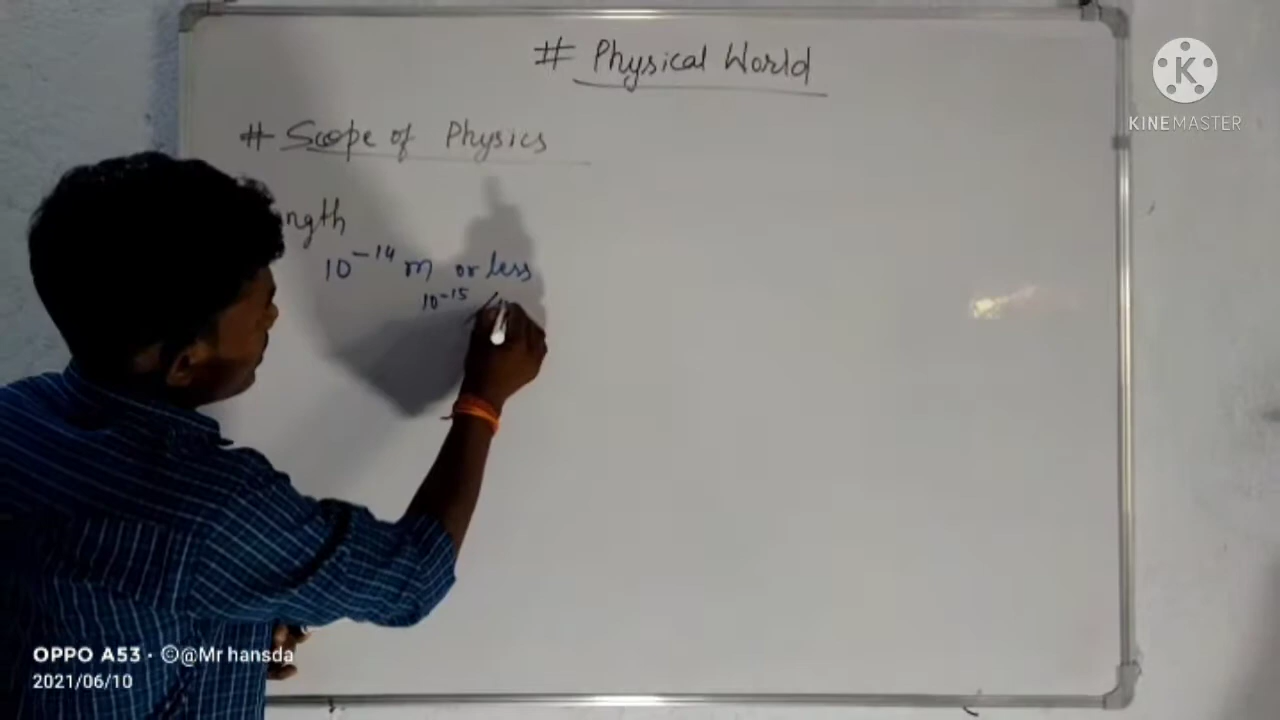 # Physical World
KINEMASTER
# Scope of Physics
ngth
10⁻¹⁴ m or less
10⁻¹⁵
OPPO A53 · ©@Mr hansda
2021/06/10